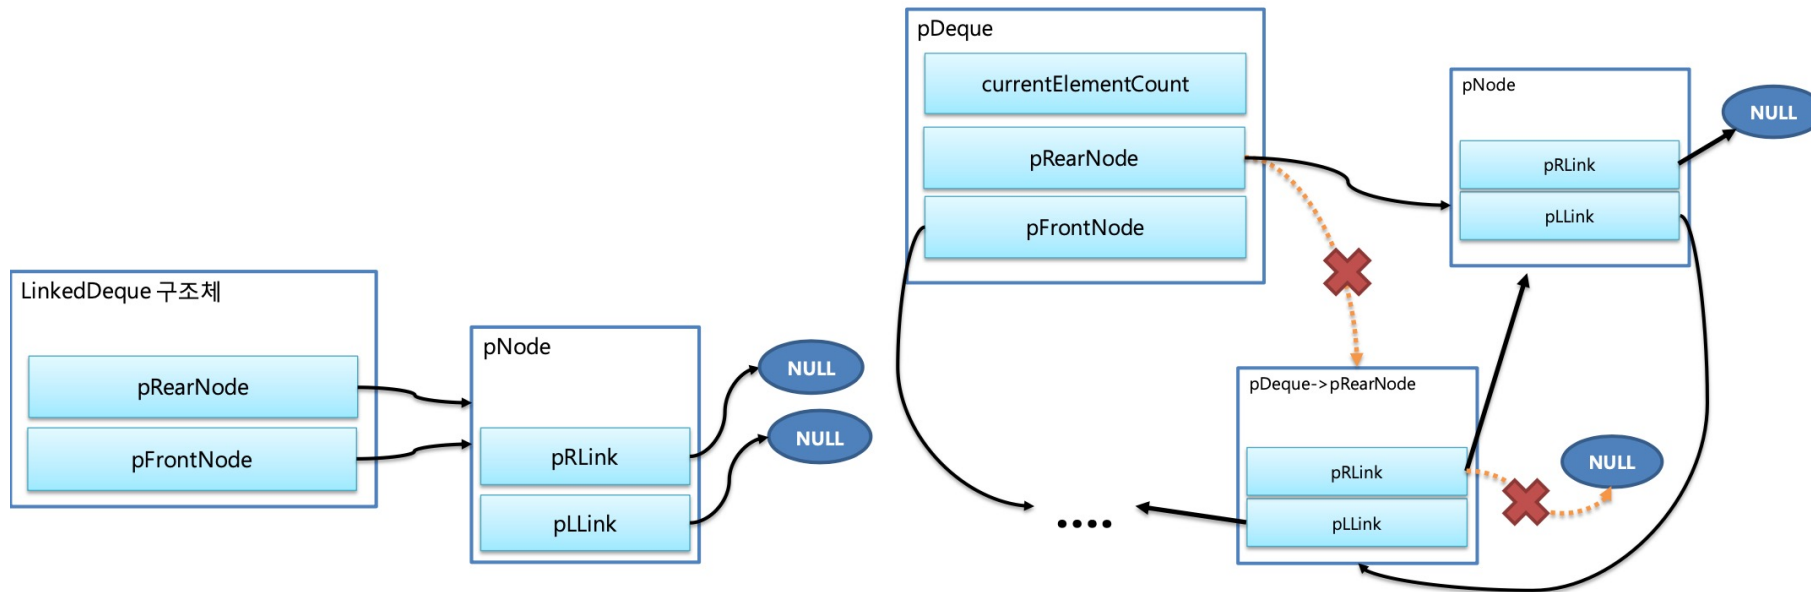 LinkedDeque 구조체
pRearNode
pFrontNode
pNode
pRLink
pLLink
NULL
NULL
pDeque
currentElementCount
pRearNode
pFrontNode
pNode
pRLink
pLLink
NULL
pDeque->pRearNode
pRLink
pLLink
NULL
....